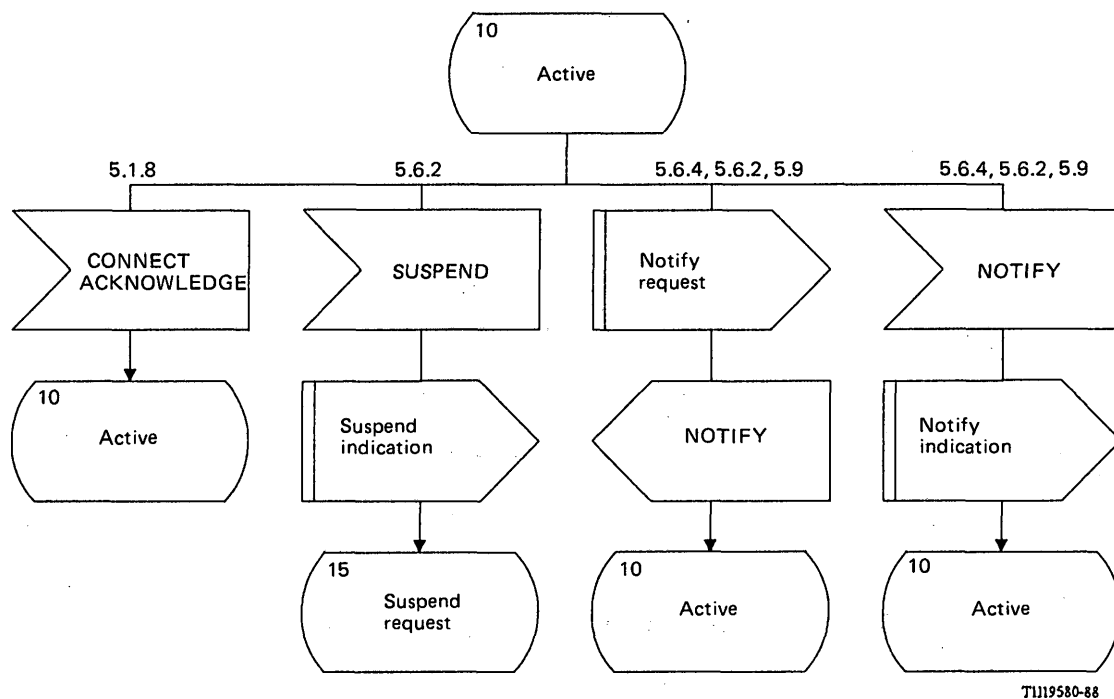 10
Active
5.1.8
5.6.2
5.6.4, 5.6.2, 5.9
5.6.4, 5.6.2, 5.9
CONNECT
ACKNOWLEDGE
SUSPEND
Notify
request
NOTIFY
10
Active
Suspend
indication
NOTIFY
Notify
indication
15
Suspend
request
10
Active
10
Active
T1119580-88